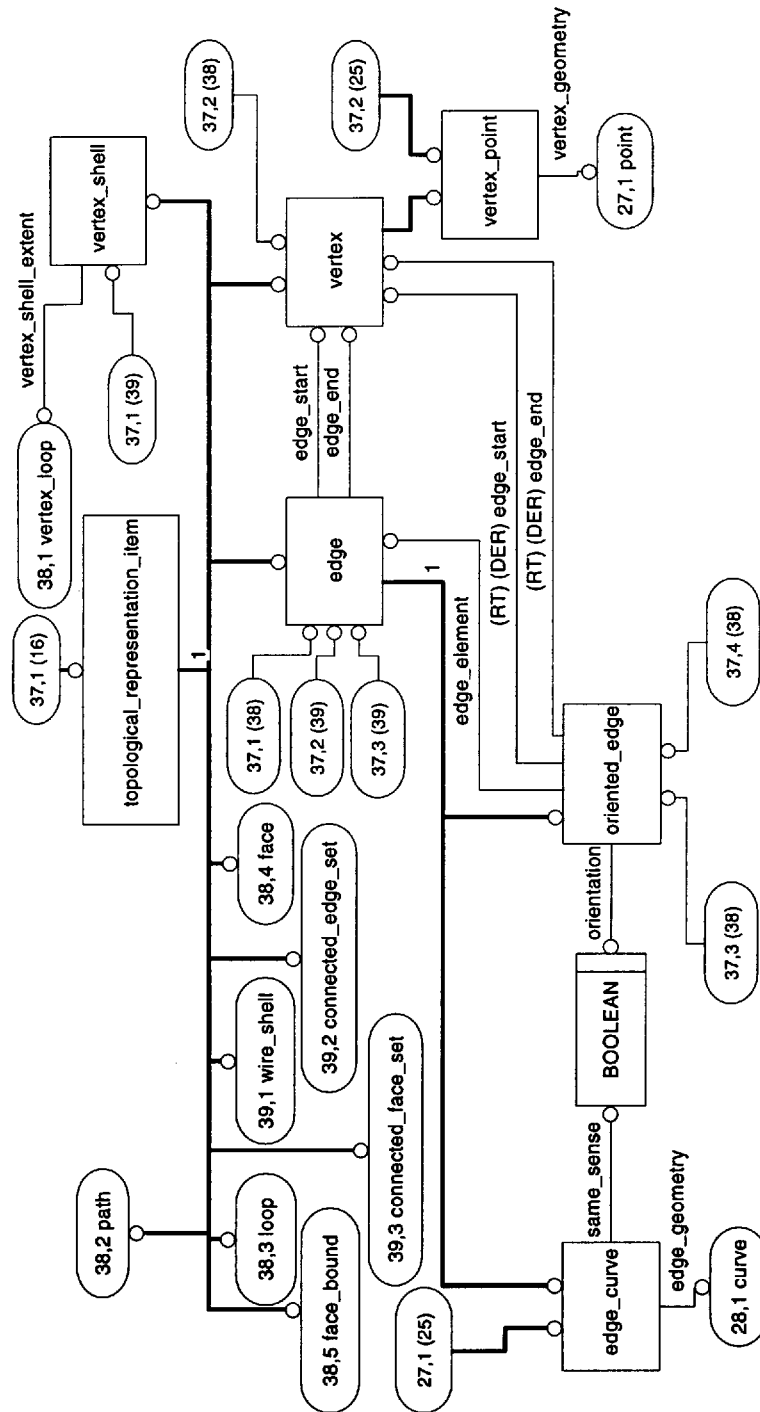 38,2 path
38,3 loop
38,5 face_bound
39,1 wire_shell
39,3 connected_face_set
38,4 face
39,2 connected_edge_set
37,1 (16)
topological_representation_item
1
38,1 vertex_loop
vertex_shell_extent
37,1 (39)
vertex_shell
37,1 (38)
37,2 (39)
37,3 (39)
edge
1
edge_start
edge_end
vertex
37,2 (38)
37,2 (25)
vertex_point
vertex_geometry
27,1 point
edge_element
(RT) (DER) edge_start
(RT) (DER) edge_end
27,1 (25)
edge_curve
same_sense
edge_geometry
28,1 curve
BOOLEAN
orientation
oriented_edge
37,3 (38)
37,4 (38)